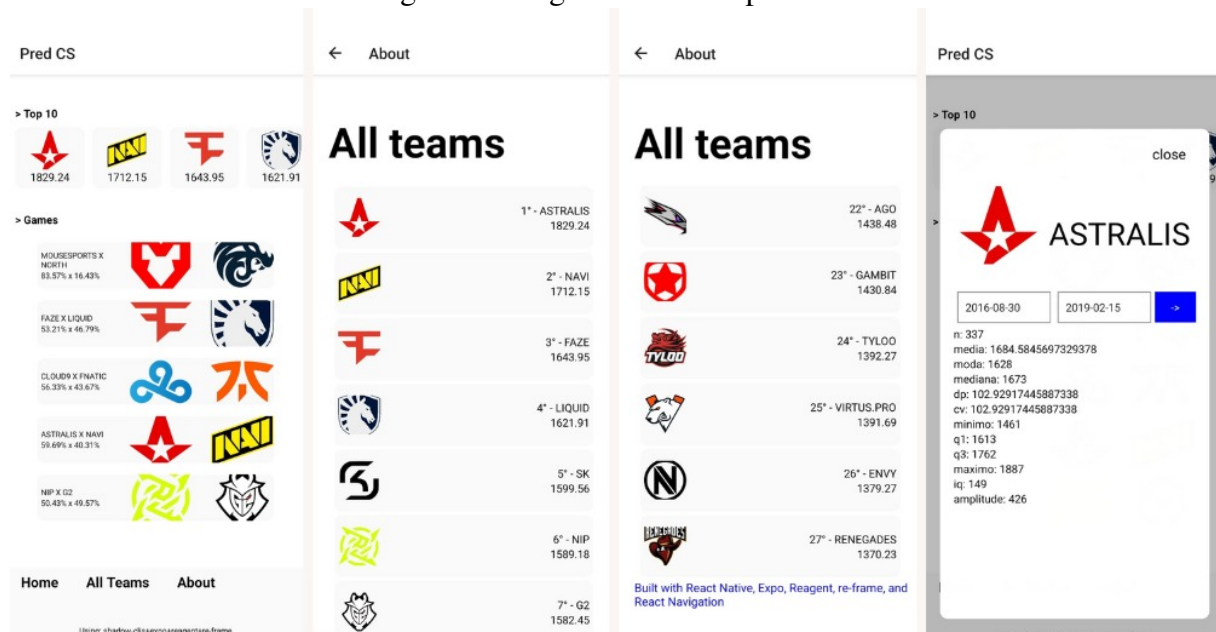 Pred CS
> Top 10
1829.24
1712.15
1643.95
1621.91
> Games
MOUSESPORTS X
NORTH
83.57% x 16.43%
FAZE X LIQUID
53.21% x 46.79%
CLOUD9 X FNATIC
56.33% x 43.67%
ASTRALIS X NAVI
59.69% x 40.31%
NIP X G2
50.43% x 49.57%
Home All Teams About
← About
All teams
1° - ASTRALIS
1829.24
2° - NAVI
1712.15
3° - FAZE
1643.95
4° - LIQUID
1621.91
5° - SK
1599.56
6° - NIP
1589.18
7° - G2
1582.45
← About
All teams
22° - AGO
1438.48
23° - GAMBIT
1430.84
TYLOO
24° - TYLOO
1392.27
25° - VIRTUS.PRO
1391.69
26° - ENVY
1379.27
RENEGADES
27° - RENEGADES
1370.23
Built with React Native, Expo, Reagent, re-frame, and
React Navigation
Pred CS
> Top 10
close
ASTRALIS
2016-08-30 2019-02-15 ->
n: 337
media: 1684.5845697329378
moda: 1628
mediana: 1673
dp: 102.92917445887338
cv: 102.92917445887338
minimo: 1461
q1: 1613
q3: 1762
maximo: 1887
iq: 149
amplitude: 426